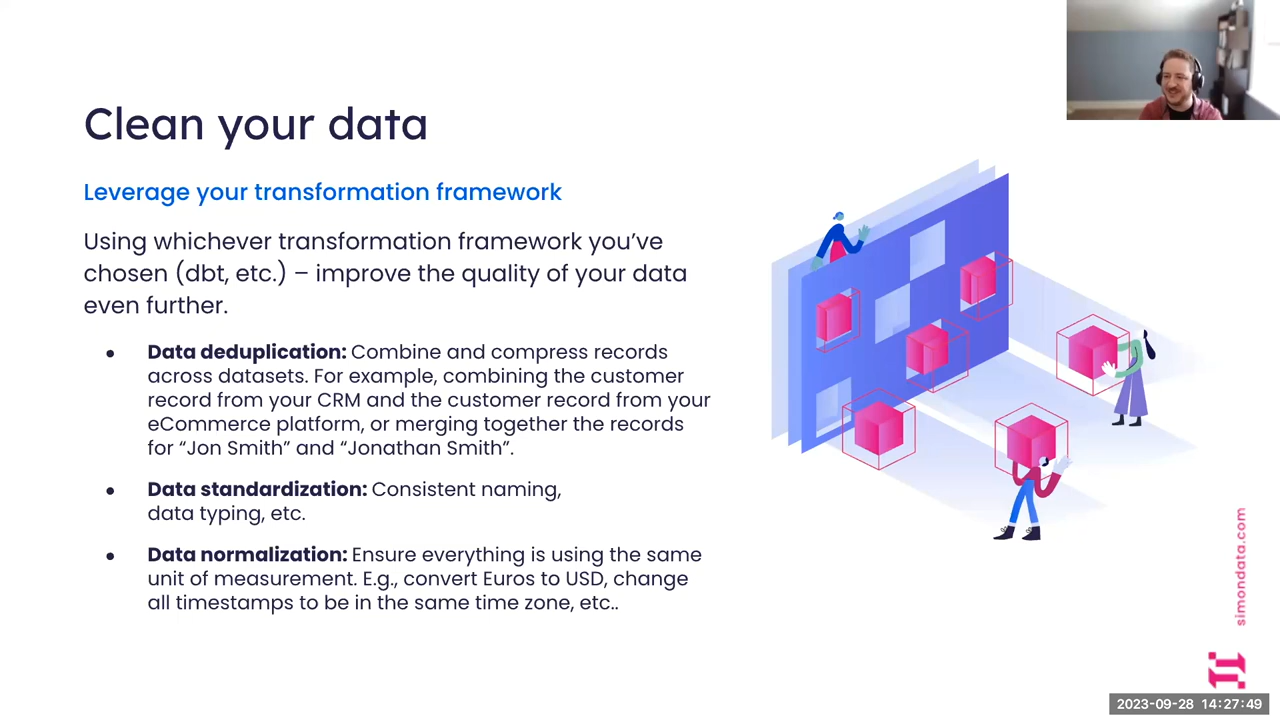 Clean your data
Leverage your transformation framework
Using whichever transformation framework you’ve
chosen (dbt, etc.) – improve the quality of your data
even further.
● Data deduplication: Combine and compress records
across datasets. For example, combining the customer
record from your CRM and the customer record from your
eCommerce platform, or merging together the records
for “Jon Smith” and “Jonathan Smith”.
● Data standardization: Consistent naming,
data typing, etc.
● Data normalization: Ensure everything is using the same
unit of measurement. E.g., convert Euros to USD, change
all timestamps to be in the same time zone, etc..
simondata.com
2023-09-28 14:27:49